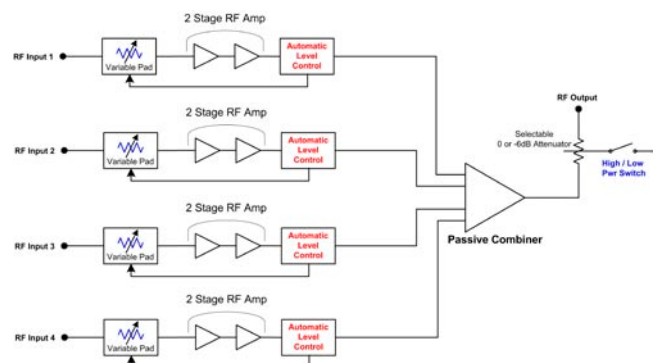 2 Stage RF Amp
RF Input 1
Variable Pad
Automatic
Level
Control
2 Stage RF Amp
RF Input 2
Variable Pad
Automatic
Level
Control
2 Stage RF Amp
RF Input 3
Variable Pad
Automatic
Level
Control
2 Stage RF Amp
RF Input 4
Variable Pad
Automatic
Level
Control
Passive Combiner
RF Output
Selectable
0 or -6dB Attenuator
High / Low
Pwr Switch